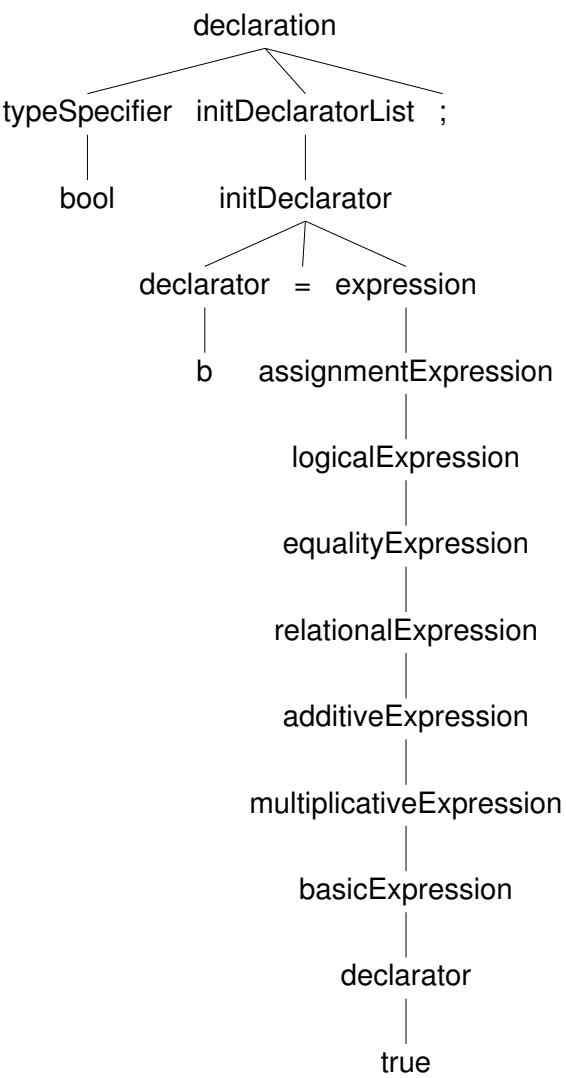 declaration
typeSpecifier initDeclaratorList ;
bool initDeclarator
declarator = expression
b assignmentExpression
logicalExpression
equalityExpression
relationalExpression
additiveExpression
multiplicativeExpression
basicExpression
declarator
true